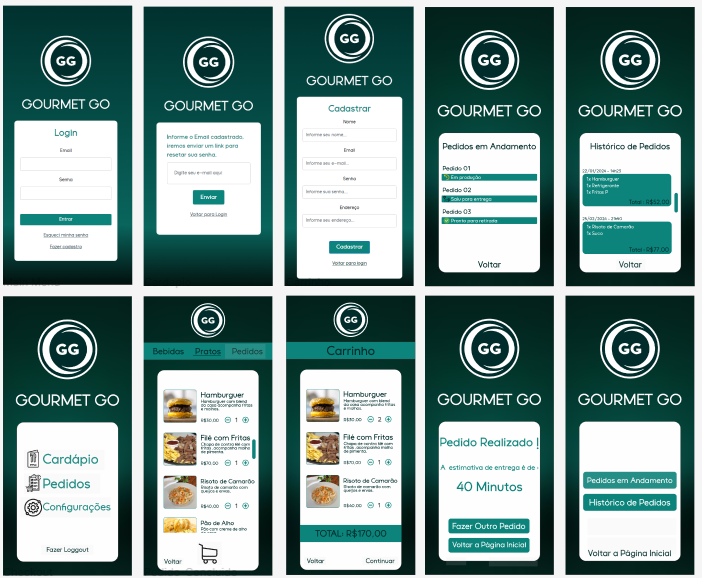 GG
GOURMET GO
Login
Email
Senha
Entrar
Esqueci minha senha
Fazer cadastro
GG
GOURMET GO
Informe o Email cadastrado,
iremos enviar um link para
resetar sua senha.
Digite seu e-mail aqui
Enviar
Voltar para Login
GG
GOURMET GO
Cadastrar
Nome
Informe seu nome...
Email
Informe seu e-mail...
Senha
Informe sua senha...
Endereço
Informe seu endereço...
Cadastrar
Voltar para login
GG
GOURMET GO
Pedidos em Andamento
Pedido 01
Em produção
Pedido 02
Saiu para entrega
Pedido 03
Pronto para retirada
Voltar
GG
GOURMET GO
Histórico de Pedidos
1x Hamburguer
1x Refrigerante
1x Fritas P
Total - R$52,00
1x Risoto de Camarão
1x Suco
Total - R$77,00
Voltar
GG
GOURMET GO
Cardápio
Pedidos
Configurações
Fazer Loggout
GG
Bebidas Pratos Pedidos
Hamburguer
Hamburguer com blend
da casa acompanha fritas
e molhos.
R$30,00 1
Filé com Fritas
Chapa de contra filé com
fritas, acompanha molho
de pimenta.
R$70,00 1
Risoto de Camarão
Risoto de camarão com
queijos e ervas.
R$40,00 1
Pão de Alho
Pão com creme de alho
Voltar
GG
Carrinho
Hamburguer
Hamburguer com blend
da casa acompanha fritas
e molhos.
R$30,00 2
Filé com Fritas
Chapa de contra filé com
fritas, acompanha molho
de pimenta.
R$70,00 1
Risoto de Camarão
Risoto de camarão com
queijos e ervas.
R$40,00 1
TOTAL: R$170,00
Voltar Continuar
GG
GOURMET GO
Pedido Realizado !
A estimativa de entrega é de
40 Minutos
Fazer Outro Pedido
Voltar a Página Inicial
GG
GOURMET GO
Pedidos em Andamento
Histórico de Pedidos
Voltar a Página Inicial